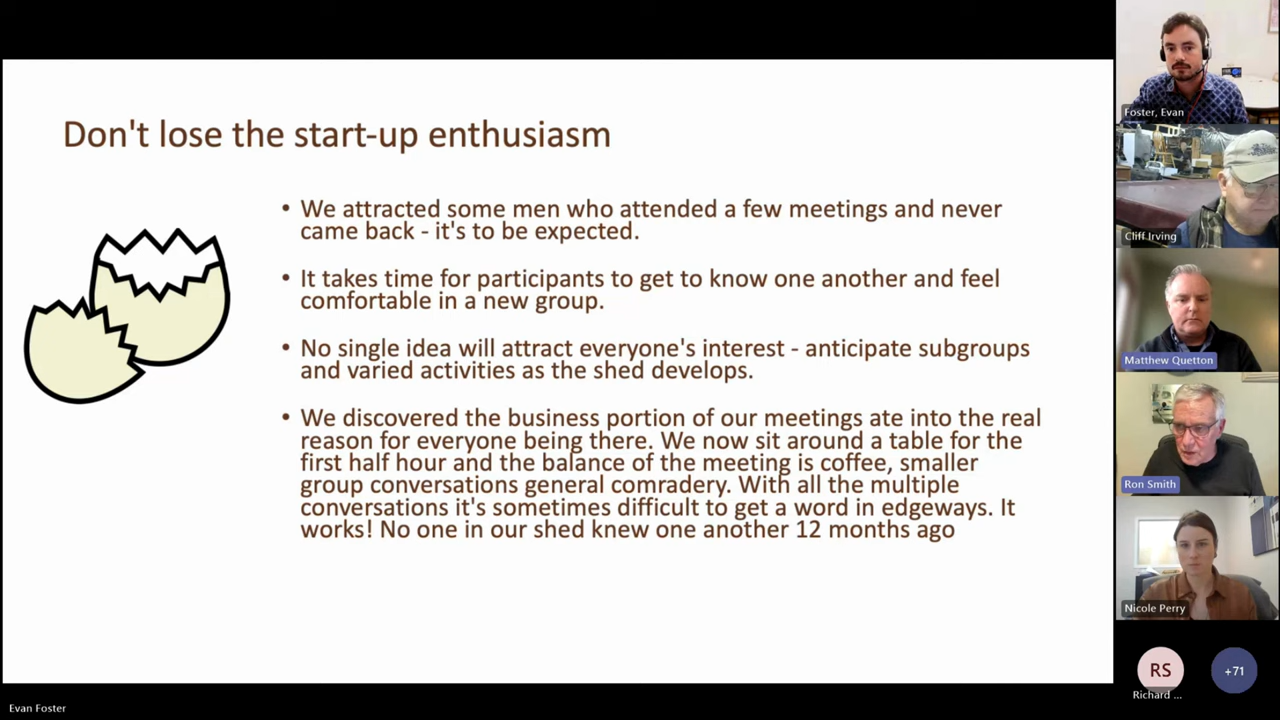 Don't lose the start-up enthusiasm
• We attracted some men who attended a few meetings and never
came back - it's to be expected.
• It takes time for participants to get to know one another and feel
comfortable in a new group.
• No single idea will attract everyone's interest - anticipate subgroups
and varied activities as the shed develops.
• We discovered the business portion of our meetings ate into the real
reason for everyone being there. We now sit around a table for the
first half hour and the balance of the meeting is coffee, smaller
group conversations general comradery. With all the multiple
conversations it's sometimes difficult to get a word in edgeways. It
works! No one in our shed knew one another 12 months ago
Foster, Evan
Cliff Irving
Matthew Quetton
Ron Smith
Nicole Perry
RS
Richard ...
+71
Evan Foster